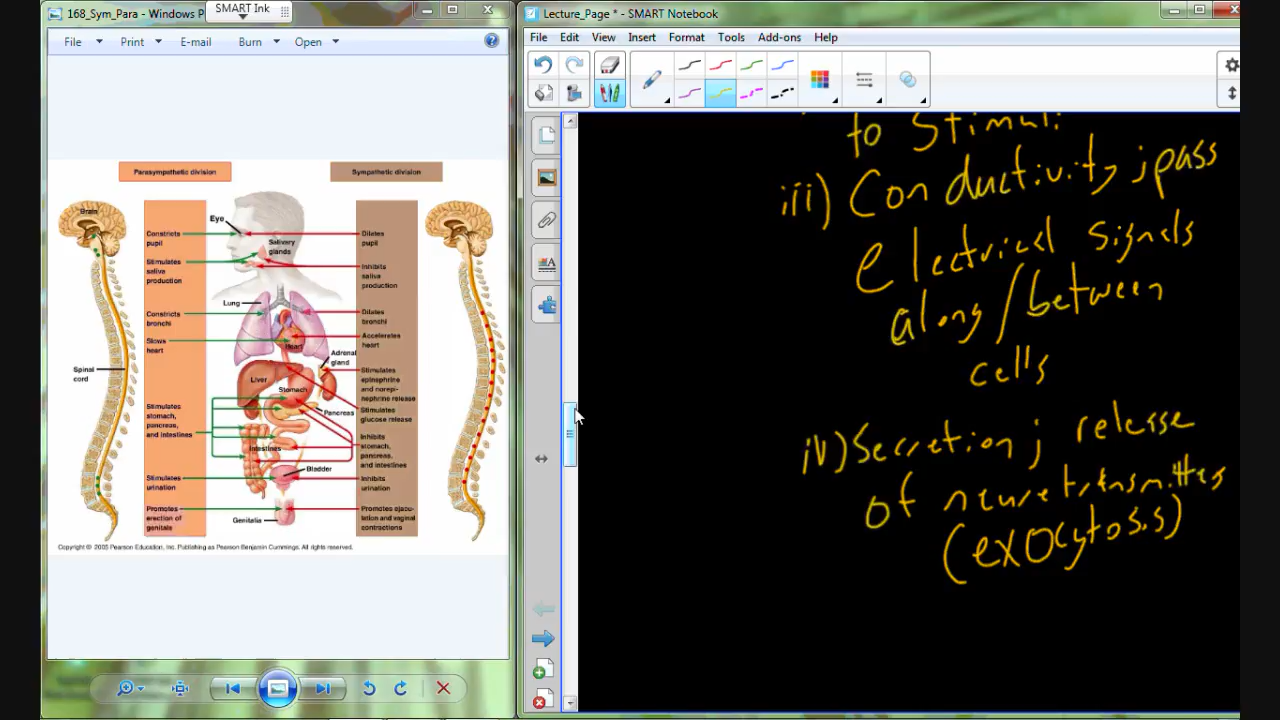 168_Sym_Para - Windows P
SMART Ink
File Print E-mail Burn Open
Parasympathetic division
Sympathetic division
Brain
Spinal
cord
Constricts
pupil
Stimulates
saliva
production
Constricts
bronchi
Slows
heart
Stimulates
stomach,
pancreas,
and intestines
Stimulates
urination
Promotes
erection of
genitals
Eye
Salivary
glands
Lung
Heart
Adrenal
gland
Liver
Stomach
Pancreas
Intestines
Bladder
Genitalia
Dilates
pupil
Inhibits
saliva
production
Dilates
bronchi
Accelerates
heart
Stimulates
epinephrine
and norepi-
nephrine release
Stimulates
glucose release
Inhibits
stomach,
pancreas,
and intestines
Inhibits
urination
Promotes ejacu-
lation and vaginal
contractions
Copyright © 2005 Pearson Education, Inc. Publishing as Pearson Benjamin Cummings. All rights reserved.
Lecture_Page * - SMART Notebook
File Edit View Insert Format Tools Add-ons Help
to Stimuli
iii) Conductivity; pass
electrical signals
along/between
cells
iv) Secretion; release
of neurotransmitters
(exocytosis)